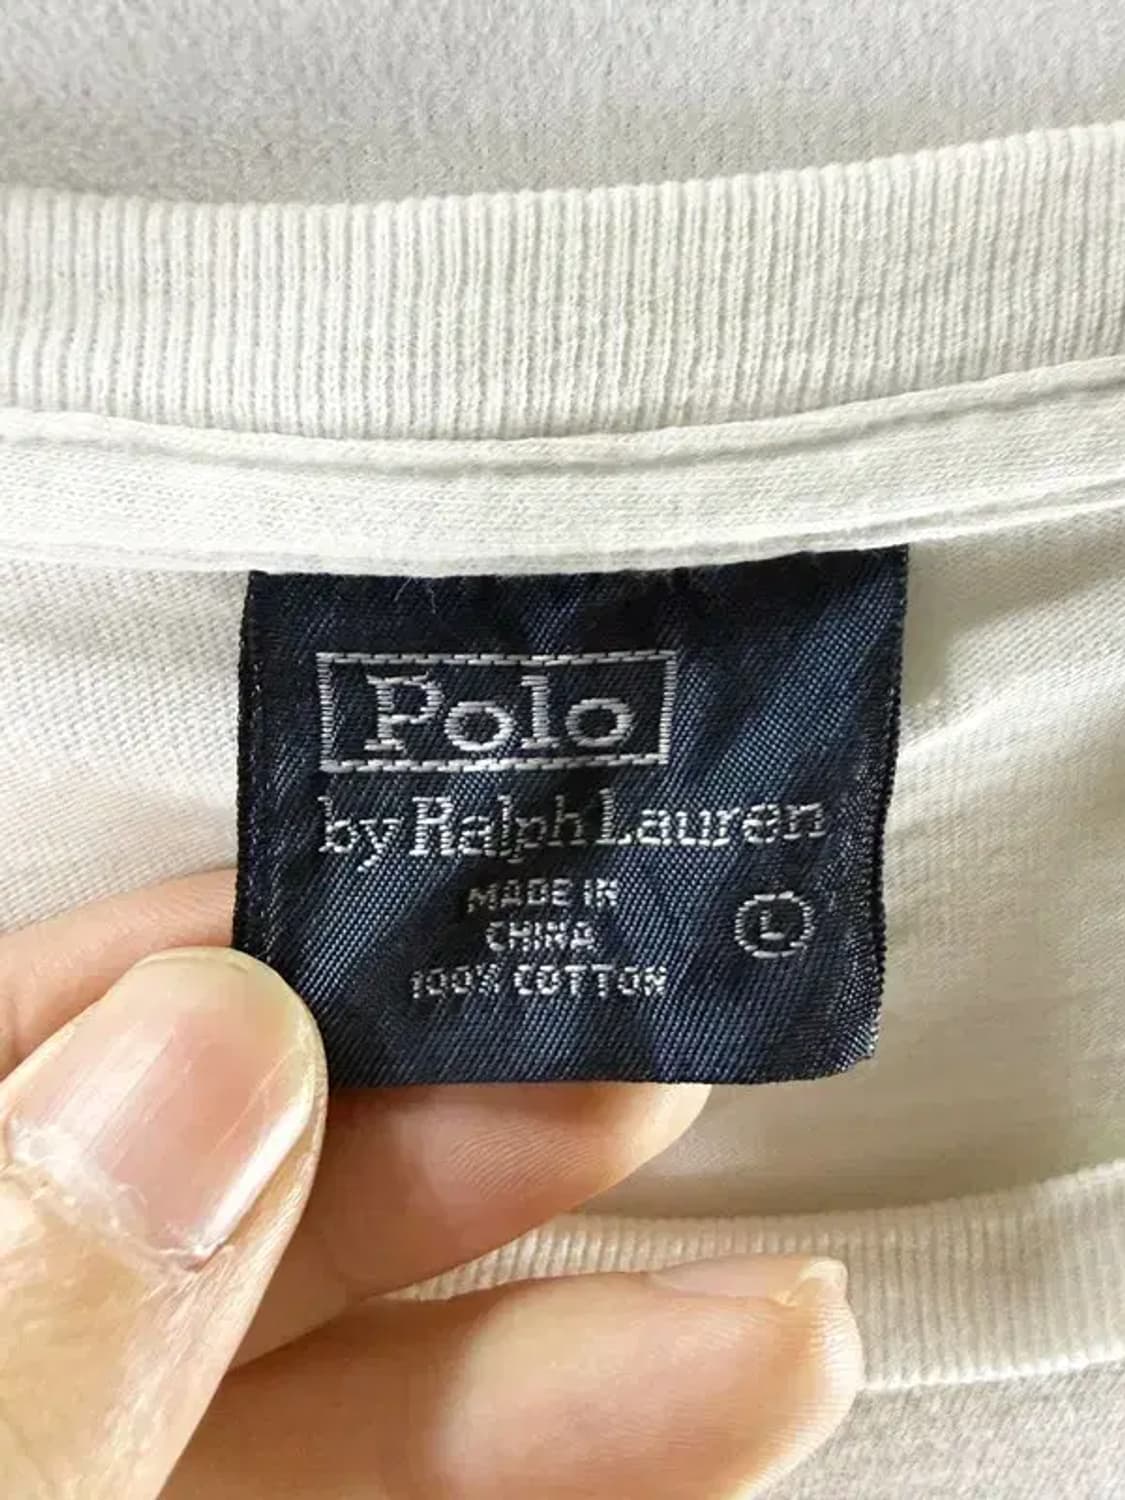 Polo
by Ralph Lauren
MADE IN
CHINA
L
100% COTTON